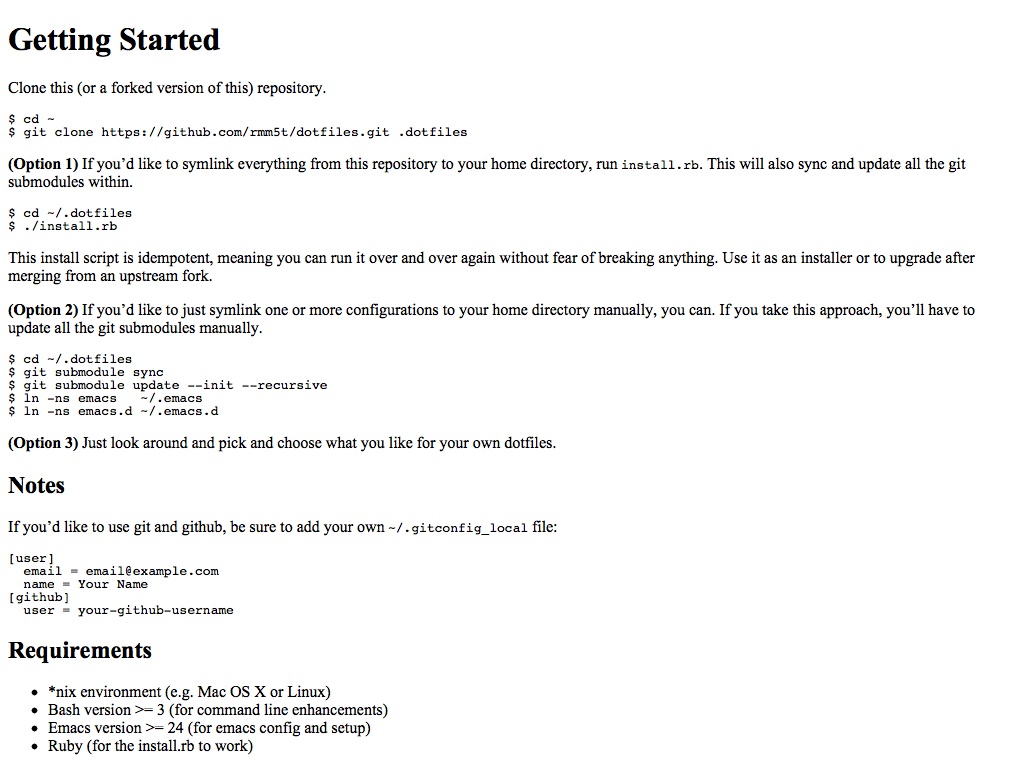 Getting Started
Clone this (or a forked version of this) repository.
$ cd ~
$ git clone https://github.com/rmm5t/dotfiles.git .dotfiles
(Option 1) If you’d like to symlink everything from this repository to your home directory, run install.rb. This will also sync and update all the git
submodules within.
$ cd ~/.dotfiles
$ ./install.rb
This install script is idempotent, meaning you can run it over and over again without fear of breaking anything. Use it as an installer or to upgrade after
merging from an upstream fork.
(Option 2) If you’d like to just symlink one or more configurations to your home directory manually, you can. If you take this approach, you’ll have to
update all the git submodules manually.
$ cd ~/.dotfiles
$ git submodule sync
$ git submodule update --init --recursive
$ ln -ns emacs   ~/.emacs
$ ln -ns emacs.d ~/.emacs.d
(Option 3) Just look around and pick and choose what you like for your own dotfiles.
Notes
If you’d like to use git and github, be sure to add your own ~/.gitconfig_local file:
[user]
  email = email@example.com
  name = Your Name
[github]
  user = your-github-username
Requirements
• *nix environment (e.g. Mac OS X or Linux)
• Bash version >= 3 (for command line enhancements)
• Emacs version >= 24 (for emacs config and setup)
• Ruby (for the install.rb to work)